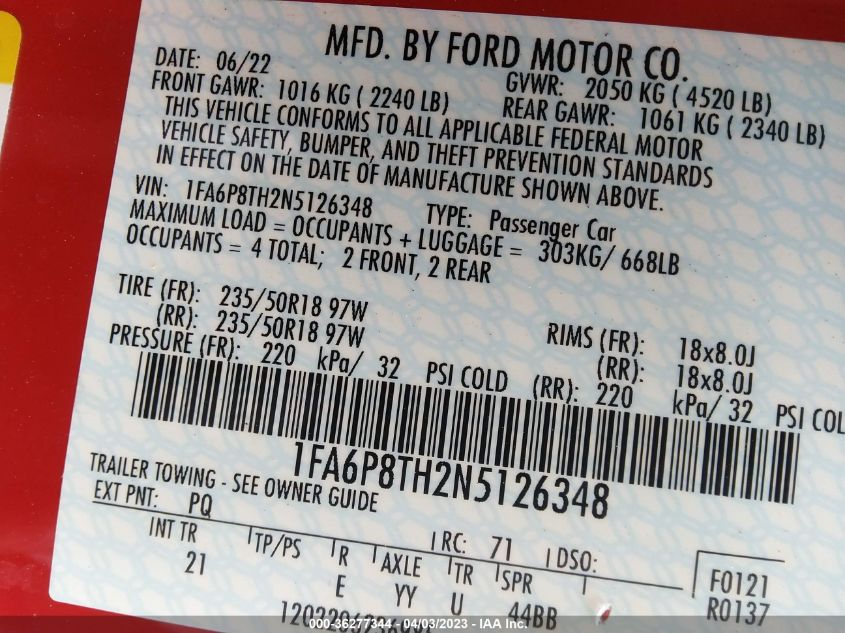 MFD. BY FORD MOTOR CO.
DATE: 06/22 GVWR: 2050 KG ( 4520 LB)
FRONT GAWR: 1016 KG ( 2240 LB) REAR GAWR: 1061 KG ( 2340 LB)
THIS VEHICLE CONFORMS TO ALL APPLICABLE FEDERAL MOTOR
VEHICLE SAFETY, BUMPER, AND THEFT PREVENTION STANDARDS
IN EFFECT ON THE DATE OF MANUFACTURE SHOWN ABOVE.
VIN: 1FA6P8TH2N5126348 TYPE: Passenger Car
MAXIMUM LOAD = OCCUPANTS + LUGGAGE = 303KG/ 668LB
OCCUPANTS = 4 TOTAL; 2 FRONT, 2 REAR
TIRE (FR): 235/50R18 97W RIMS (FR): 18x8.0J
(RR): 235/50R18 97W (RR): 18x8.0J
PRESSURE (FR): 220 kPa/ 32 PSI COLD (RR): 220 kPa/ 32 PSI COL
1FA6P8TH2N5126348
TRAILER TOWING - SEE OWNER GUIDE
EXT PNT: PQ RC: 71 DSO:
INT TR TP/PS R AXLE TR SPR F0121
21 E YY U 44BB R0137
000-36277344 - 04/03/2023 - IAA Inc.